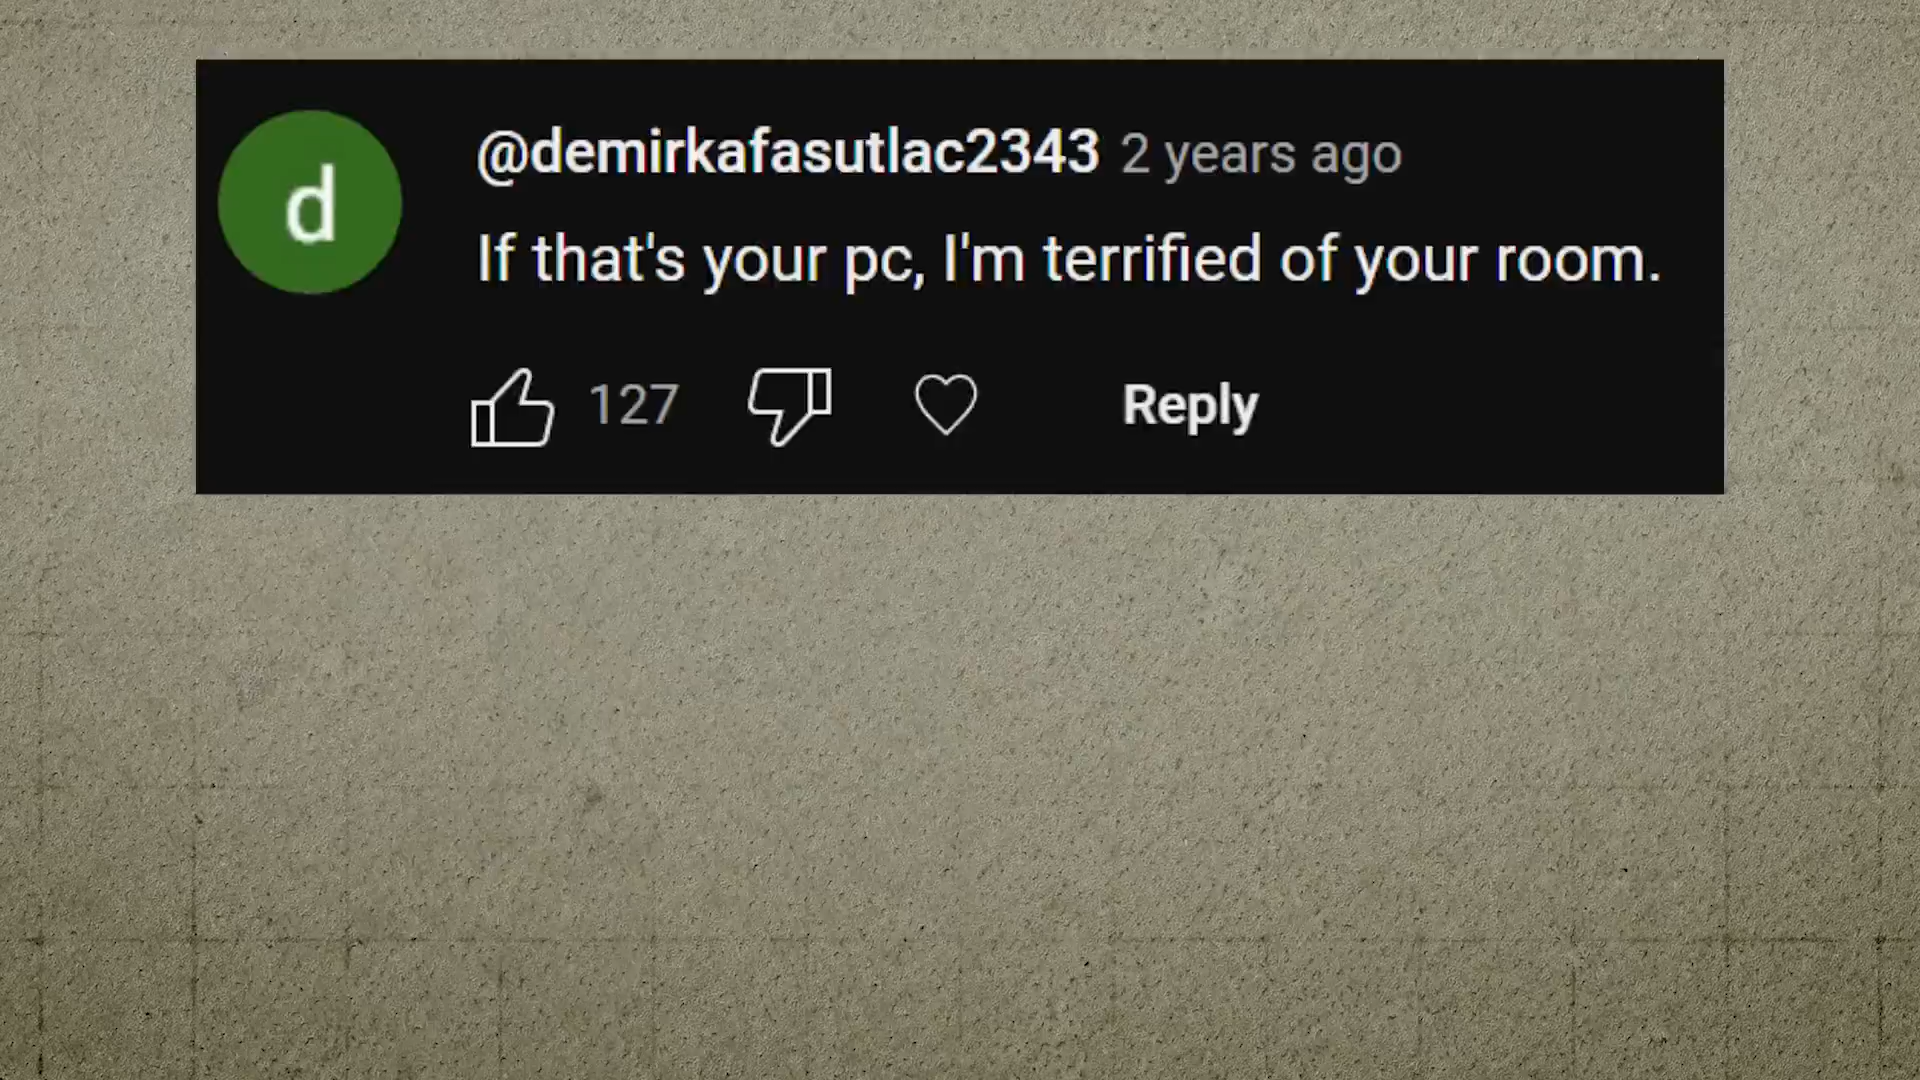 d
@demirkafasutlac2343 2 years ago
If that's your pc, I'm terrified of your room.
127
Reply